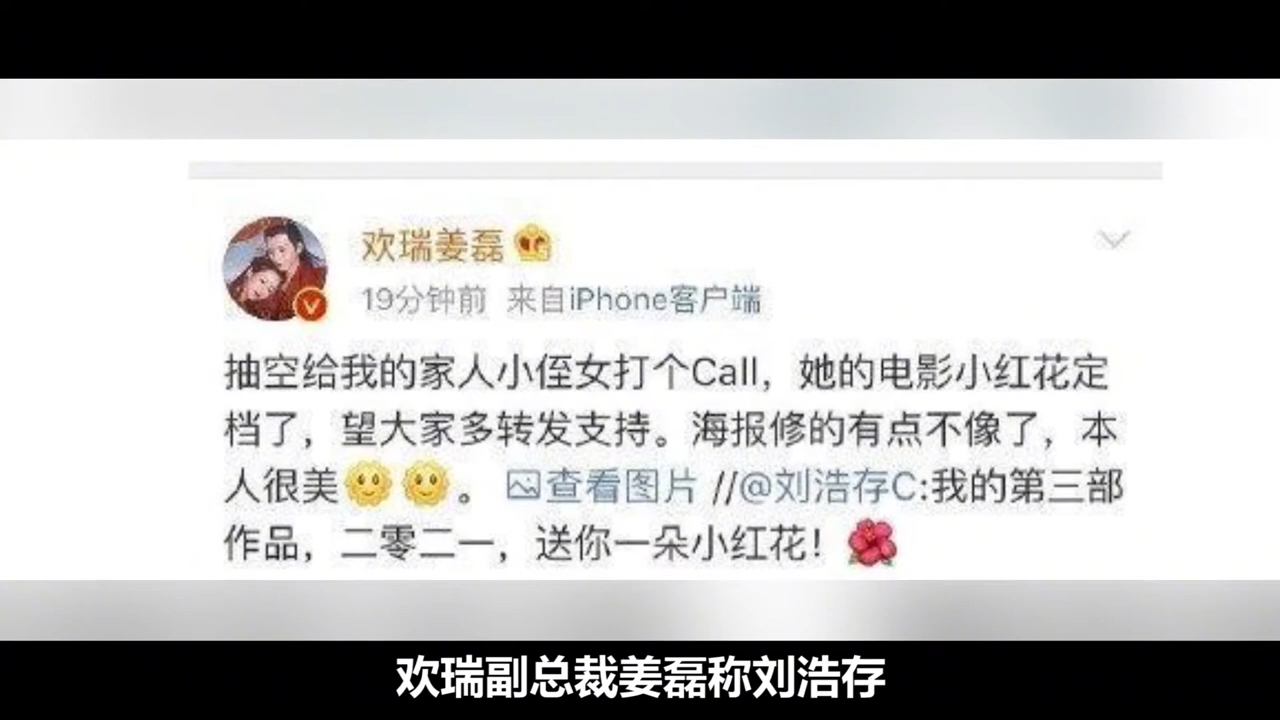 欢瑞姜磊
19分钟前 来自iPhone客户端
抽空给我的家人小侄女打个Call，她的电影小红花定
档了，望大家多转发支持。海报修的有点不像了，本
人很美。 查看图片 //@刘浩存C:我的第三部
作品，二零二一，送你一朵小红花！
欢瑞副总裁姜磊称刘浩存